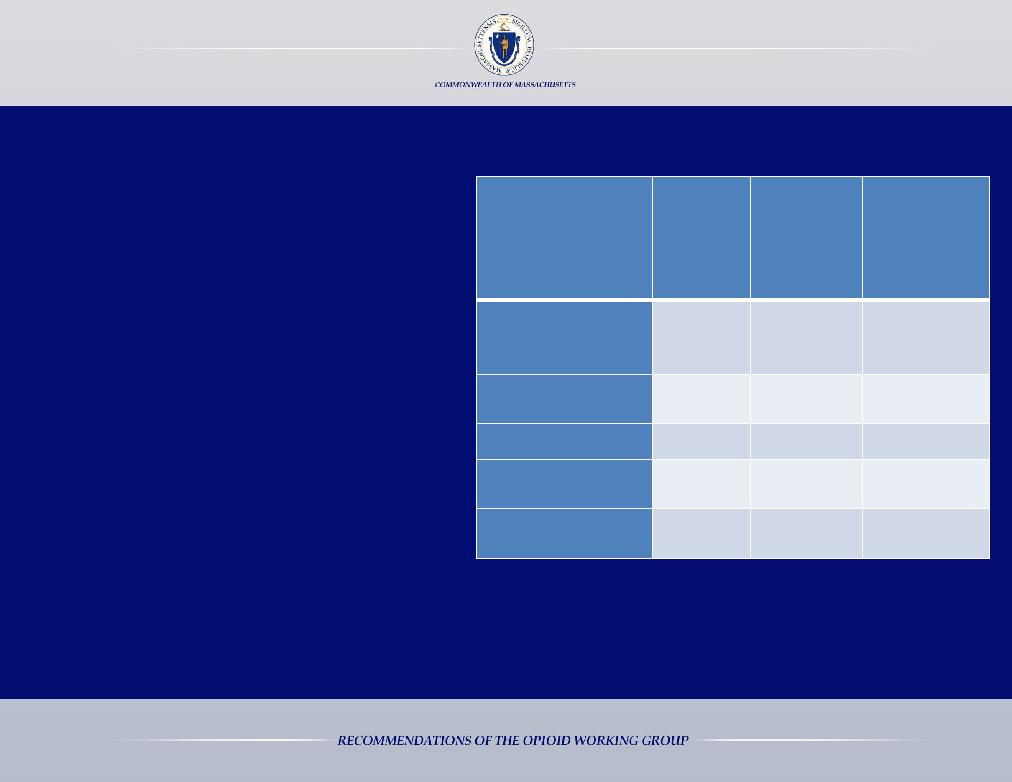 COMMONWEALTH OF MASSACHUSETTS
RECOMMENDATIONS OF THE OPIOID WORKING GROUP